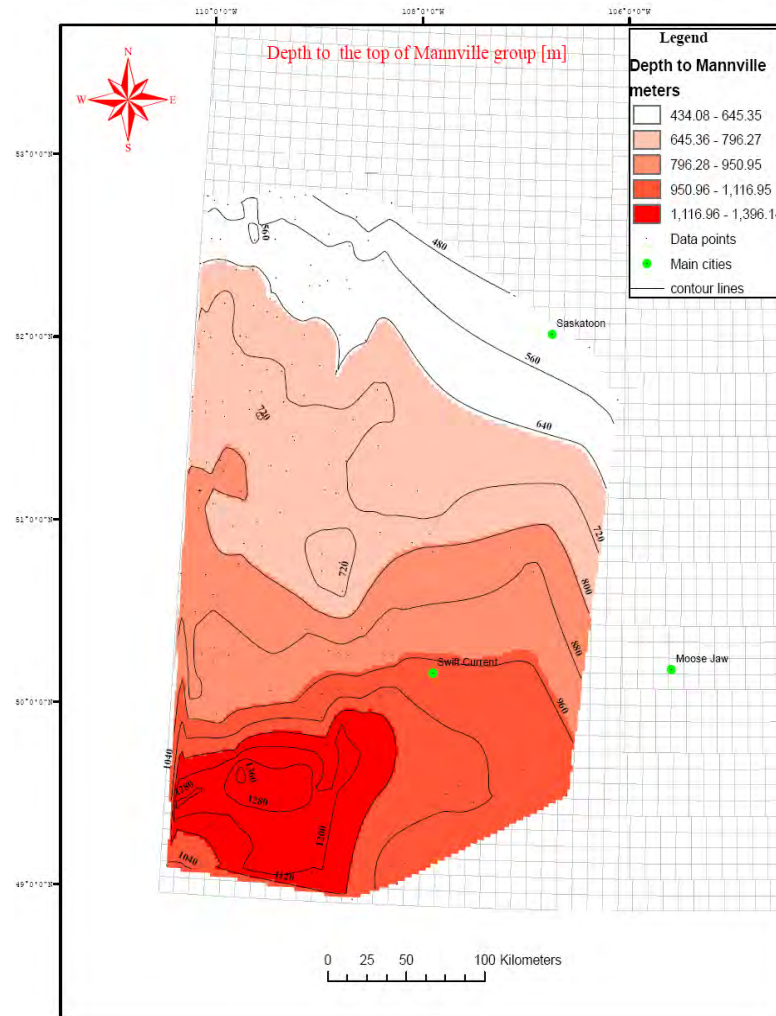 110°0'0"W
108°0'0"W
106°0'0"W
Depth to the top of Mannville group [m]
N
W
E
S
Legend
Depth to Mannville
meters
434.08 - 645.35
645.36 - 796.27
796.28 - 950.95
950.96 - 1,116.95
1,116.96 - 1,396.14
Data points
Main cities
contour lines
53°0'0"N
560
480
52°0'0"N
Saskatoon
560
720
640
51°0'0"N
720
720
800
880
Swift Current
Moose Jaw
50°0'0"N
960
1040
1360
1280
1280
1200
1040
1120
49°0'0"N
0 25 50 100 Kilometers